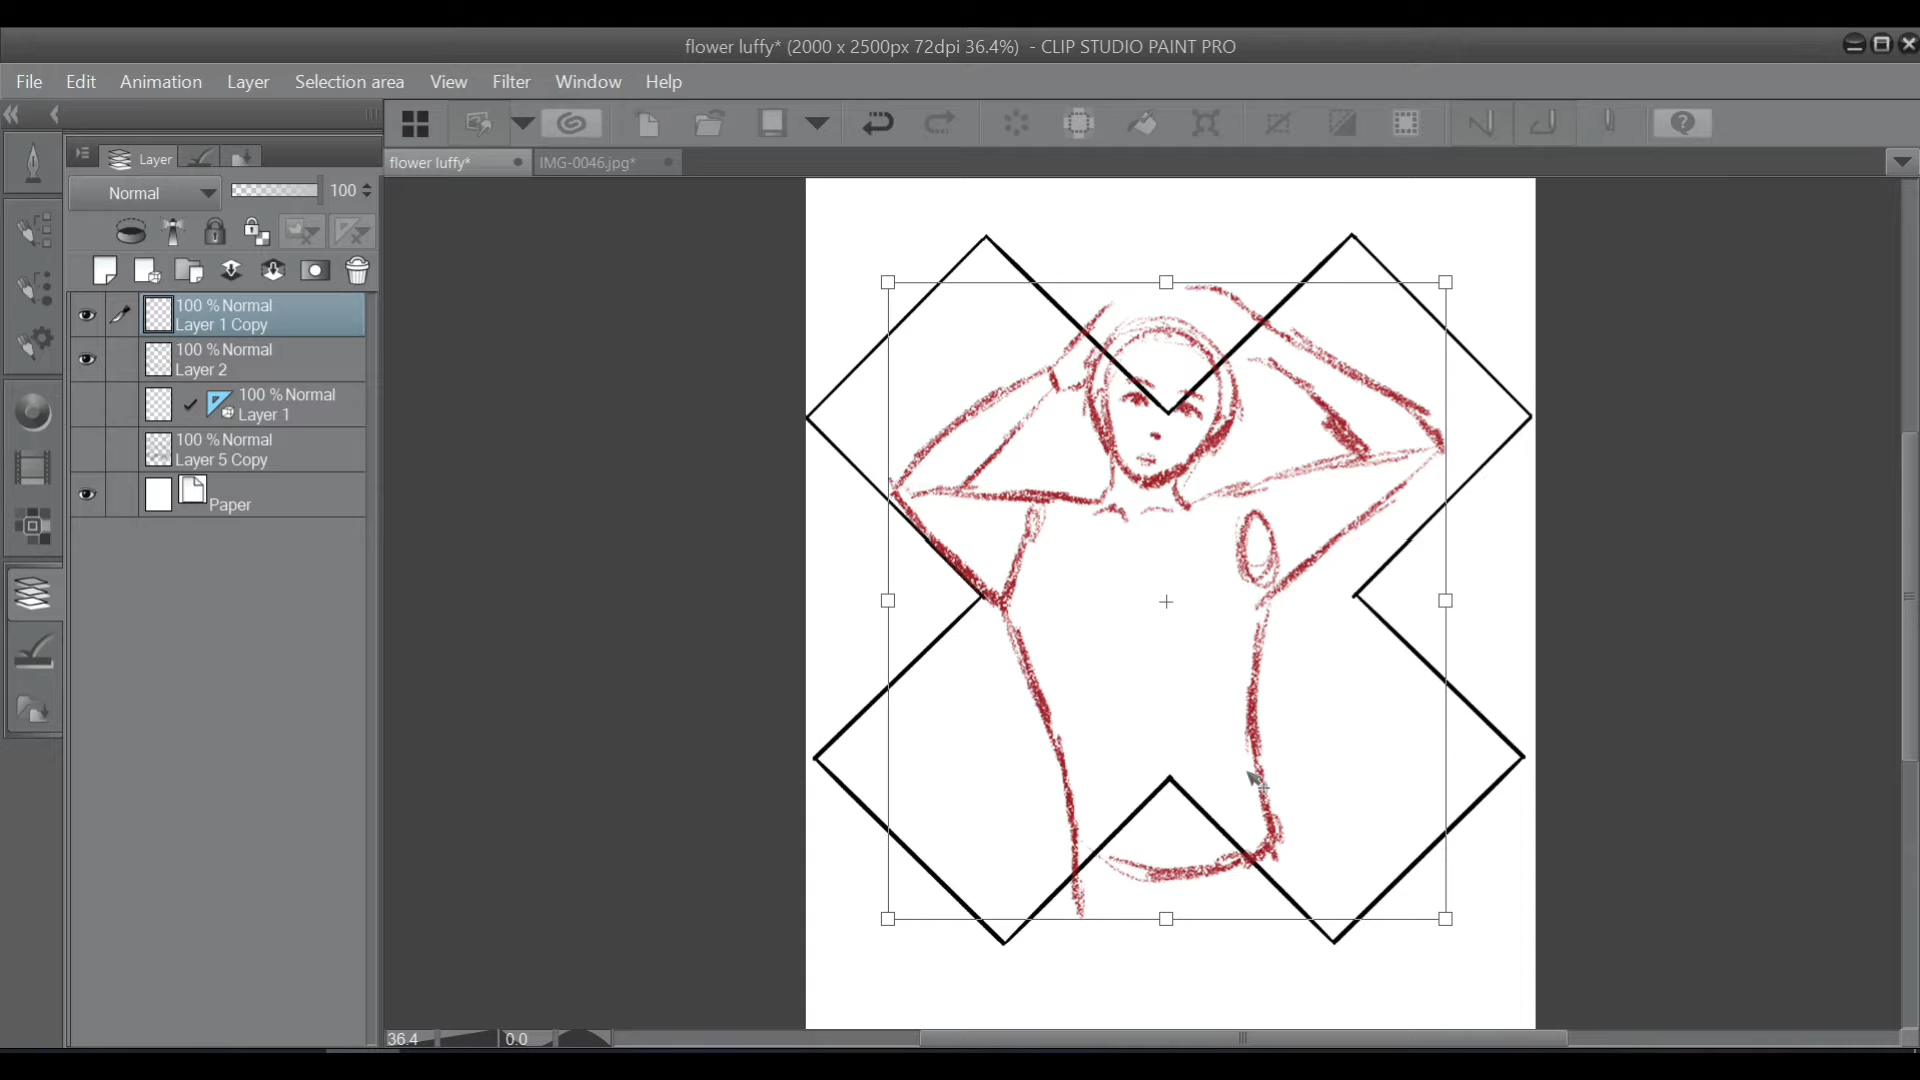 flower luffy* (2000 x 2500px 72dpi 36.4%) - CLIP STUDIO PAINT PRO
File Edit Animation Layer Selection area View Filter Window Help
Layer
flower luffy* IMG-0046.jpg*
Normal 100
100 % Normal
Layer 1 Copy
100 % Normal
Layer 2
100 % Normal
Layer 1
100 % Normal
Layer 5 Copy
Paper
36.4 0.0